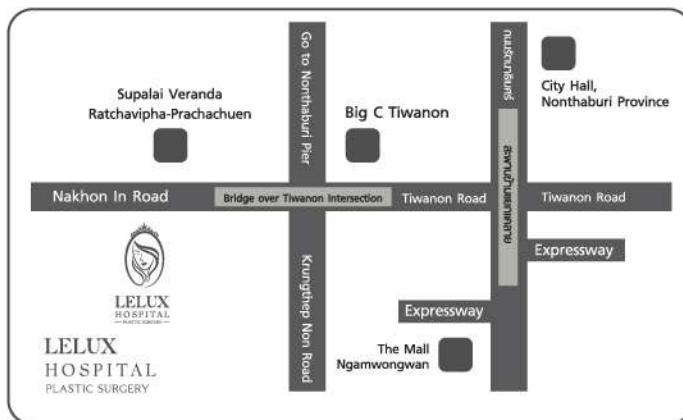 Go to Nonthaburi Pier
ถนนรัตนาธิเบศร์
City Hall,
Nonthaburi Province
Supalai Veranda
Ratchavipha-Prachachuen
Big C Tiwanon
Nakhon In Road
Bridge over Tiwanon Intersection
Tiwanon Road
Tiwanon Road
Expressway
Krungthep Non Road
Expressway
The Mall
Ngamwongwan
LELUX
HOSPITAL
PLASTIC SURGERY
LELUX
HOSPITAL
PLASTIC SURGERY